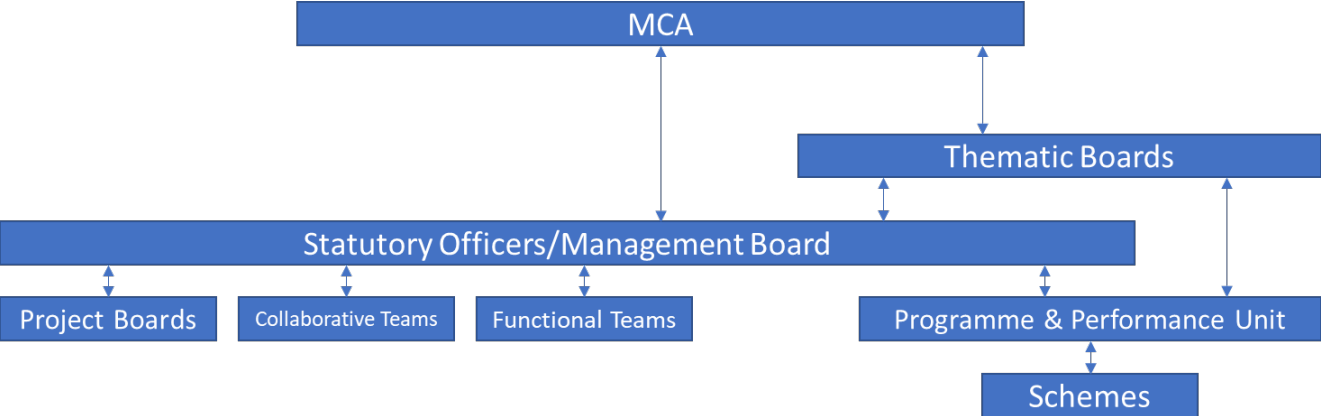 MCA
Thematic Boards
Statutory Officers/Management Board
Project Boards
Collaborative Teams
Functional Teams
Programme & Performance Unit
Schemes